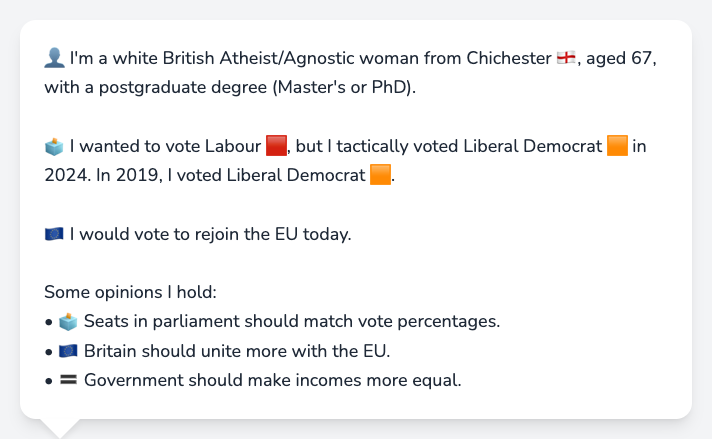 👤 I'm a white British Atheist/Agnostic woman from Chichester 🏴󠁧󠁢󠁥󠁮󠁧󠁿, aged 67,
with a postgraduate degree (Master's or PhD).
🗳️ I wanted to vote Labour 🟥, but I tactically voted Liberal Democrat 🟧 in
2024. In 2019, I voted Liberal Democrat 🟧.
🇪🇺 I would vote to rejoin the EU today.
Some opinions I hold:
• 🗳️ Seats in parliament should match vote percentages.
• 🇪🇺 Britain should unite more with the EU.
• 🟰 Government should make incomes more equal.